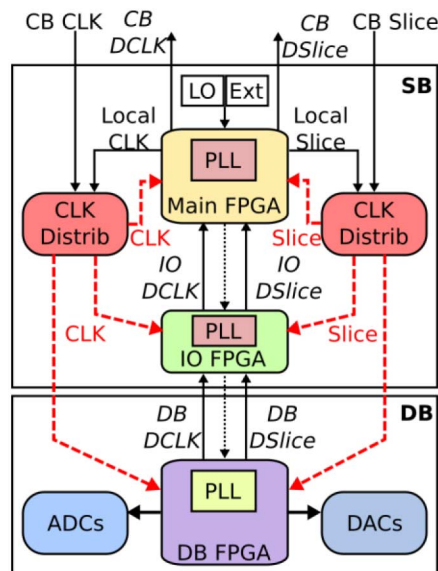 CB CLK
CB
DCLK
CB
DSlice
CB Slice
SB
LO
Ext
Local
CLK
Local
Slice
PLL
Main FPGA
CLK
Distrib
CLK
Distrib
CLK
Slice
IO
DCLK
IO
DSlice
CLK
Slice
PLL
IO FPGA
DB
DB
DCLK
DB
DSlice
PLL
ADCs
DACs
DB FPGA